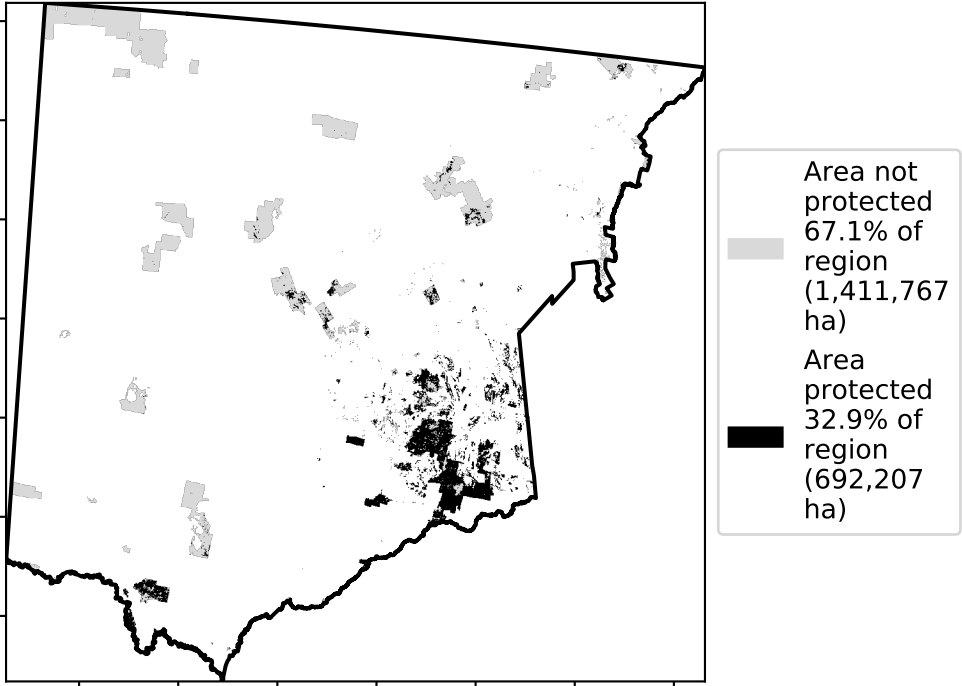 Area not
protected
67.1% of
region
(1,411,767
ha)
Area
protected
32.9% of
region
(692,207
ha)